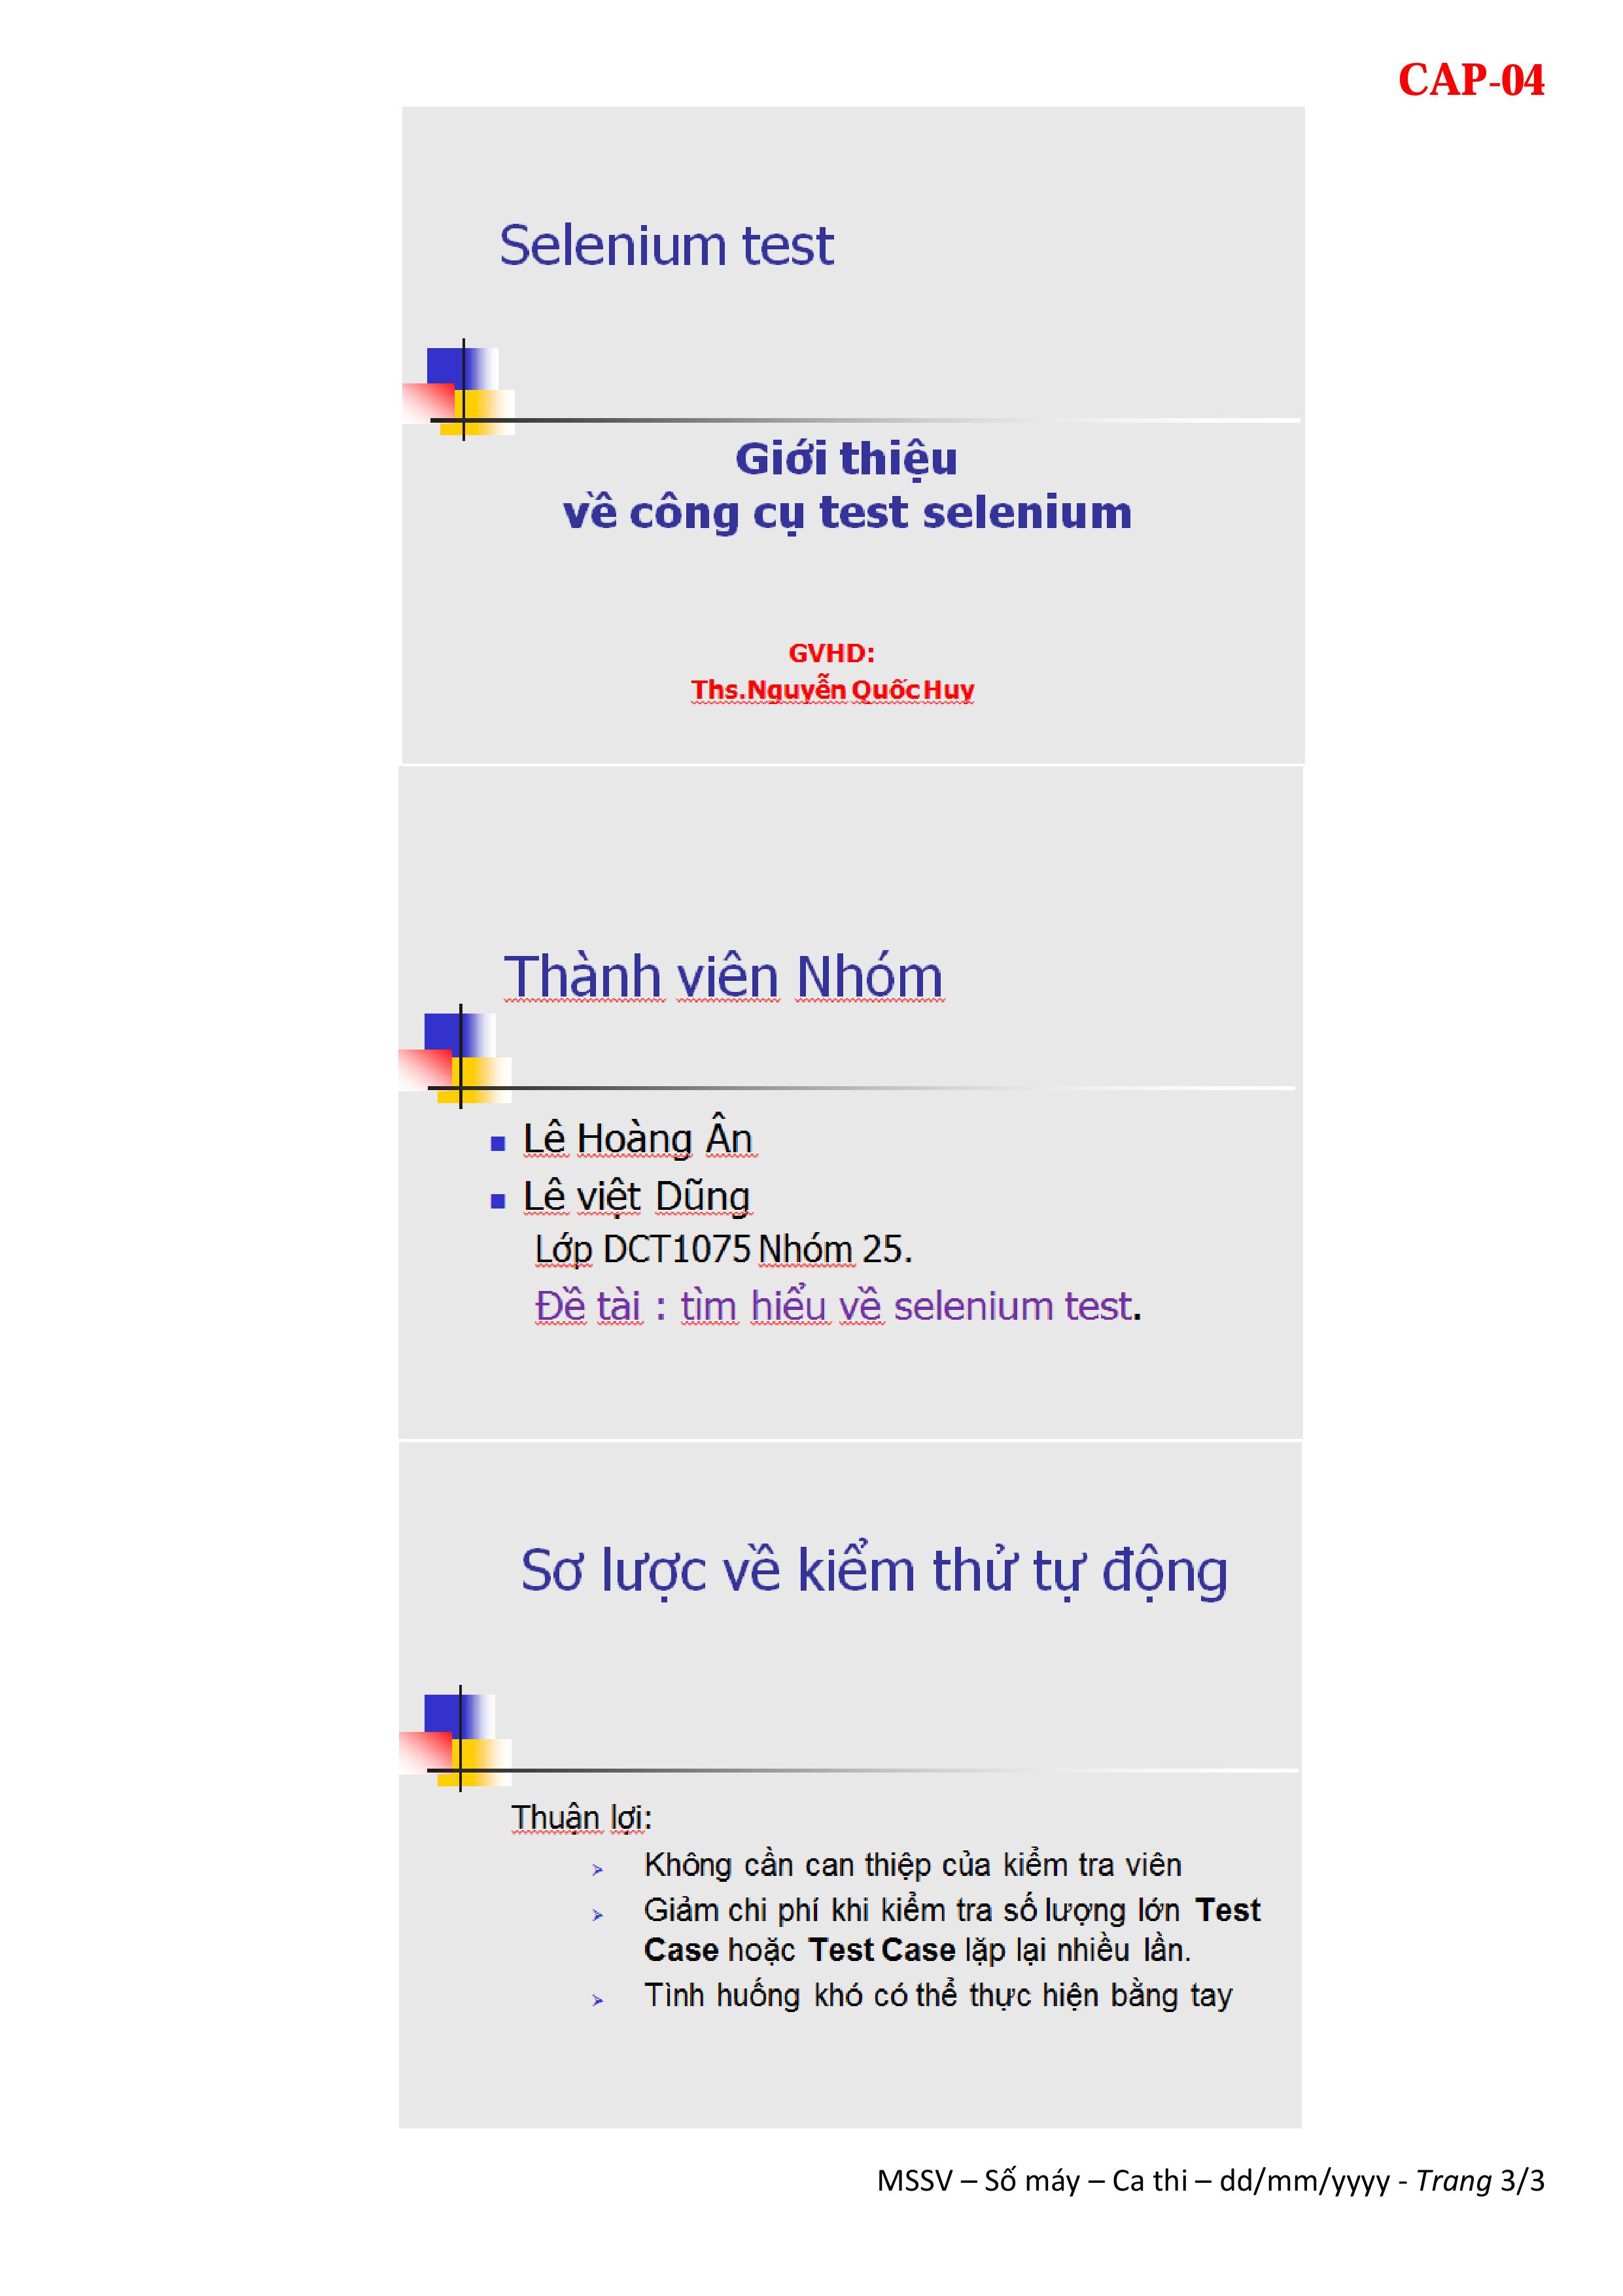 CAP-04
Selenium test
Giới thiệu
về công cụ test selenium
GVHD:
Ths.Nguyễn Quốc Huy
Thành viên Nhóm
Lê Hoàng Ân
Lê việt Dũng
Lớp DCT1075 Nhóm 25.
Đề tài : tìm hiểu về selenium test.
Sơ lược về kiểm thử tự động
Thuận lợi:
Không cần can thiệp của kiểm tra viên
Giảm chi phí khi kiểm tra số lượng lớn Test
Case hoặc Test Case lặp lại nhiều lần.
Tình huống khó có thể thực hiện bằng tay
MSSV – Số máy – Ca thi – dd/mm/yyyy - Trang 3/3